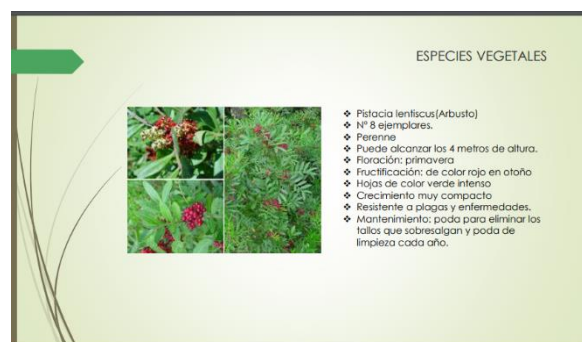 ESPECIES VEGETALES
❖ Pistacia lentiscus(Arbusto)
❖ Nº 8 ejemplares.
❖ Perenne
❖ Puede alcanzar los 4 metros de altura.
❖ Floración: primavera
❖ Fructificación: de color rojo en otoño
❖ Hojas de color verde intenso
❖ Crecimiento muy compacto
❖ Resistente a plagas y enfermedades.
❖ Mantenimiento: poda para eliminar los
tallos que sobresalgan y poda de
limpieza cada año.